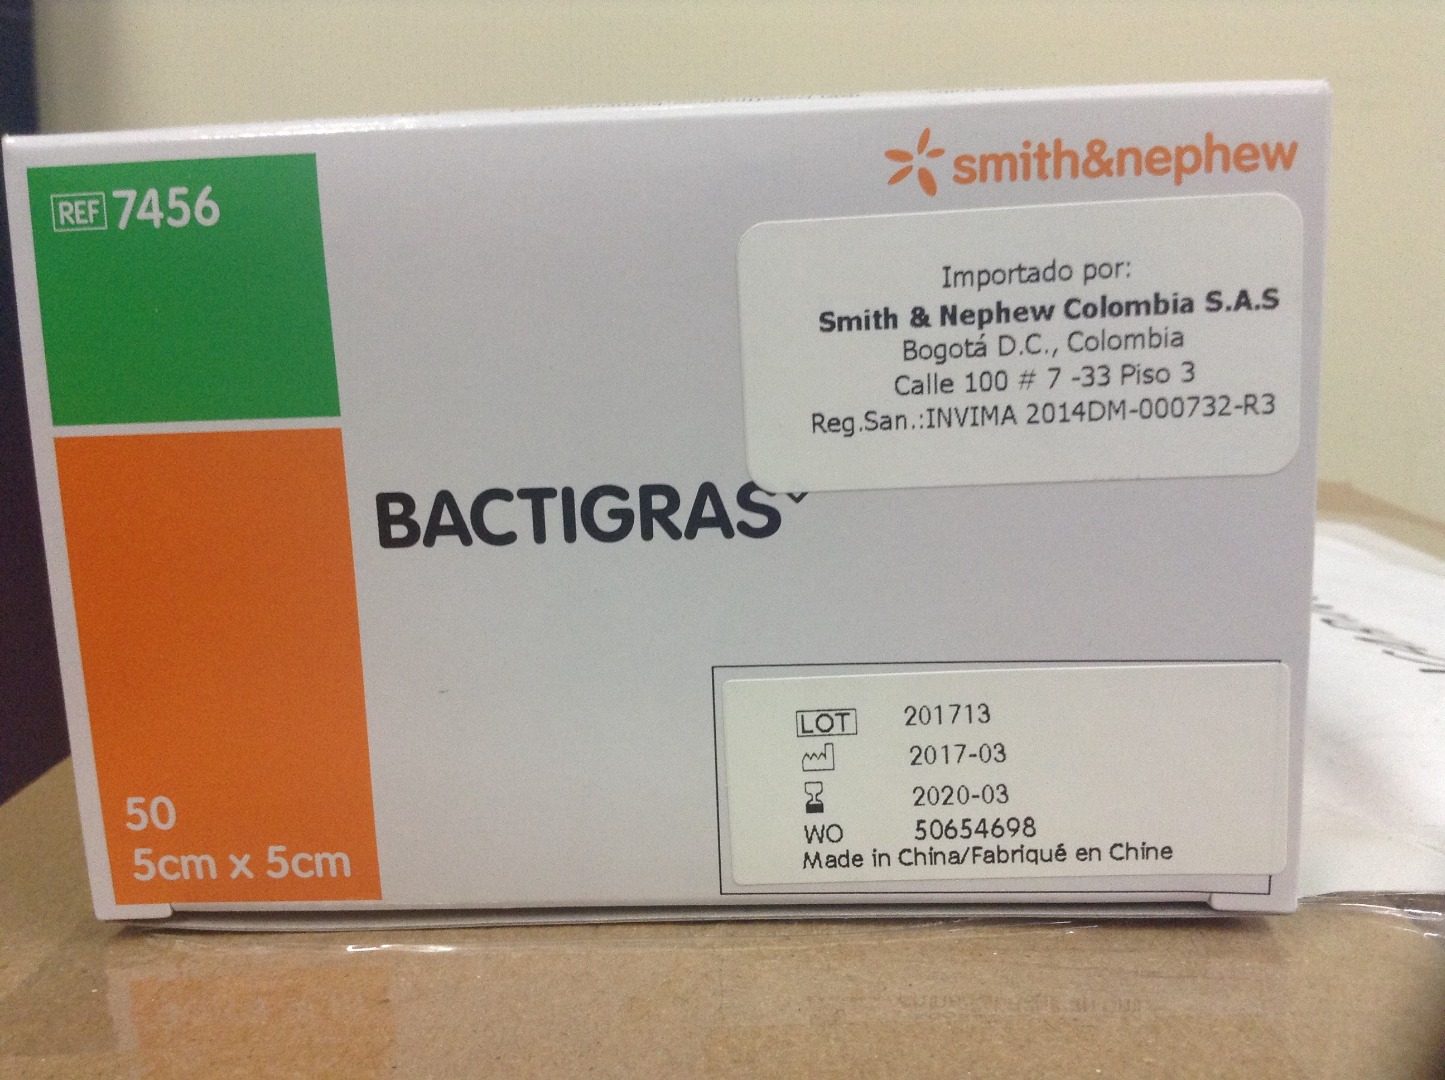 REF 7456
smith&nephew
Importado por:
Smith & Nephew Colombia S.A.S
Bogotá D.C., Colombia
Calle 100 # 7 -33 Piso 3
Reg.San.:INVIMA 2014DM-000732-R3
BACTIGRAS
50
5cm x 5cm
LOT 201713
2017-03
2020-03
WO 50654698
Made in China/Fabriqué en Chine